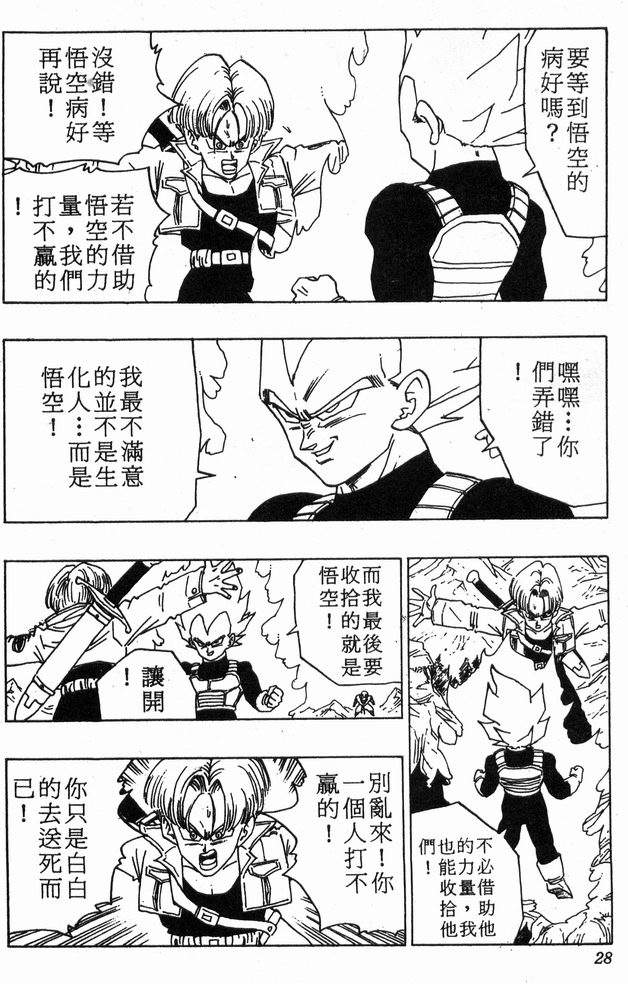 要等到悟空的
病好嗎？
沒錯！等
悟空病好
再說！
若不借助
悟空的力
量，我們
打不贏的
！
嘿嘿…你
們弄錯了
！
我最不滿意
的並不是生
化人…而是
悟空！
不必借助他
的力量，我
也能收拾他
們！
而我最後要
收拾的就是
悟空！
讓開
！
別亂來！你
一個人打不
贏的！
你只是白白
的去送死而
已！
28